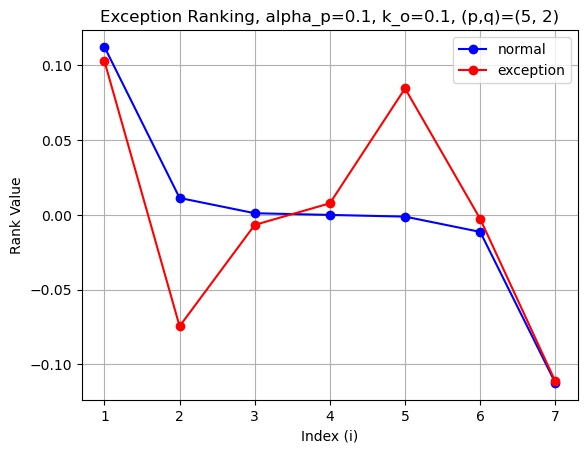 Exception Ranking, alpha_p=0.1, k_o=0.1, (p,q)=(5, 2)
normal
exception
0.10
0.05
0.00
−0.05
−0.10
Rank Value
1 2 3 4 5 6 7
Index (i)